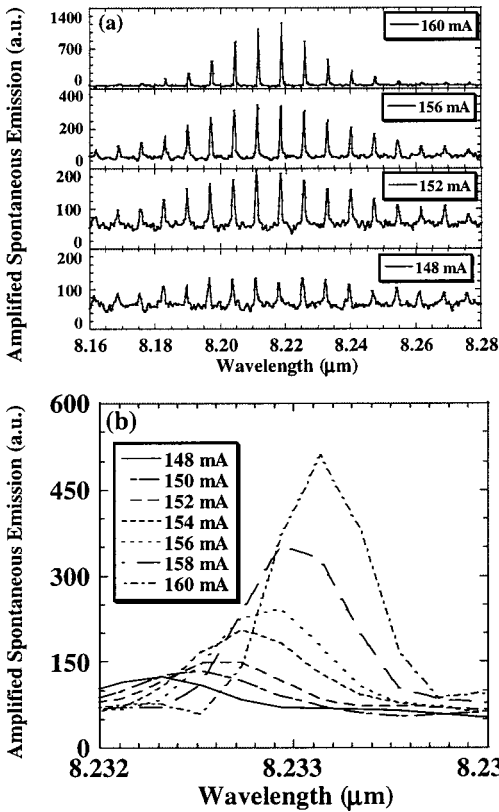 (a)
1400
700
0
160 mA
400
200
0
156 mA
200
100
0
152 mA
200
100
0
148 mA
8.16 8.18 8.20 8.22 8.24 8.26 8.28
Wavelength (μm)
Amplified Spontaneous Emission (a.u.)
(b)
600
450
300
150
0
148 mA
150 mA
152 mA
154 mA
156 mA
158 mA
160 mA
8.232 8.233 8.23
Wavelength (μm)
Amplified Spontaneous Emission (a.u.)